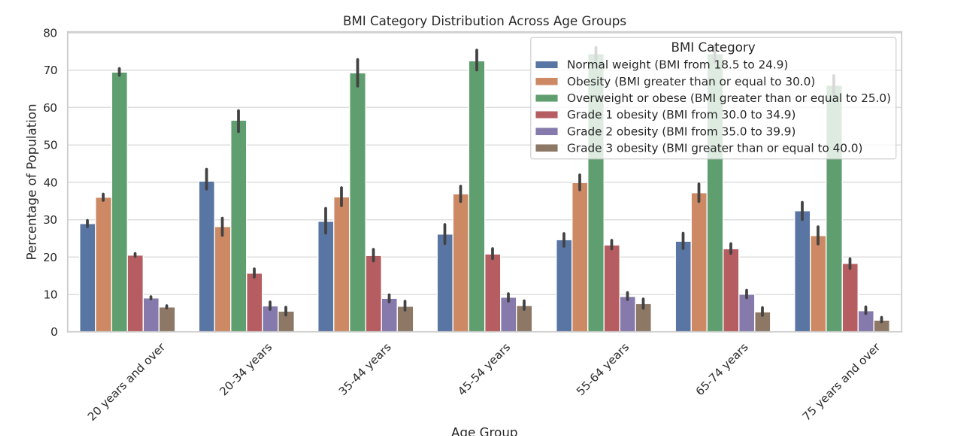 BMI Category Distribution Across Age Groups
80
70
60
50
40
30
20
10
0
Percentage of Population
BMI Category
Normal weight (BMI from 18.5 to 24.9)
Obesity (BMI greater than or equal to 30.0)
Overweight or obese (BMI greater than or equal to 25.0)
Grade 1 obesity (BMI from 30.0 to 34.9)
Grade 2 obesity (BMI from 35.0 to 39.9)
Grade 3 obesity (BMI greater than or equal to 40.0)
20 years and over
20-34 years
35-44 years
45-54 years
55-64 years
65-74 years
75 years and over
Age Group